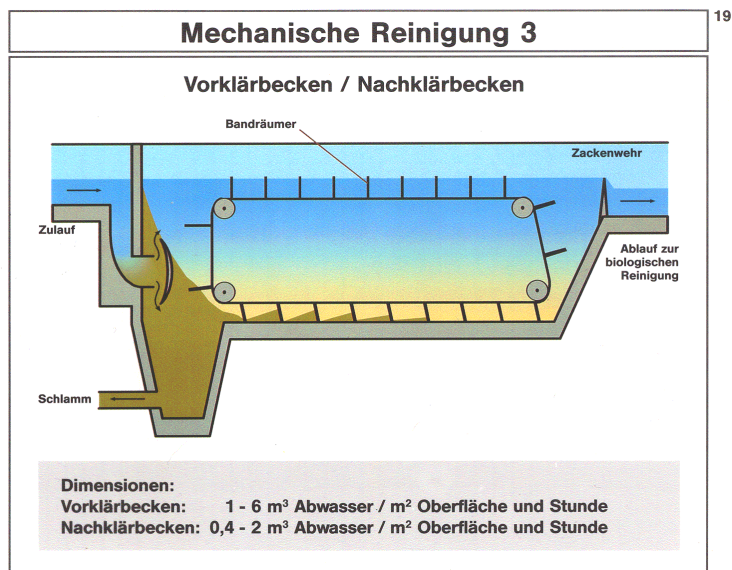 19
Mechanische Reinigung 3
Vorklärbecken / Nachklärbecken
Bandräumer
Zackenwehr
Zulauf
Ablauf zur
biologischen
Reinigung
Schlamm
Dimensionen:
Vorklärbecken: 1 - 6 m³ Abwasser / m² Oberfläche und Stunde
Nachklärbecken: 0,4 - 2 m³ Abwasser / m² Oberfläche und Stunde